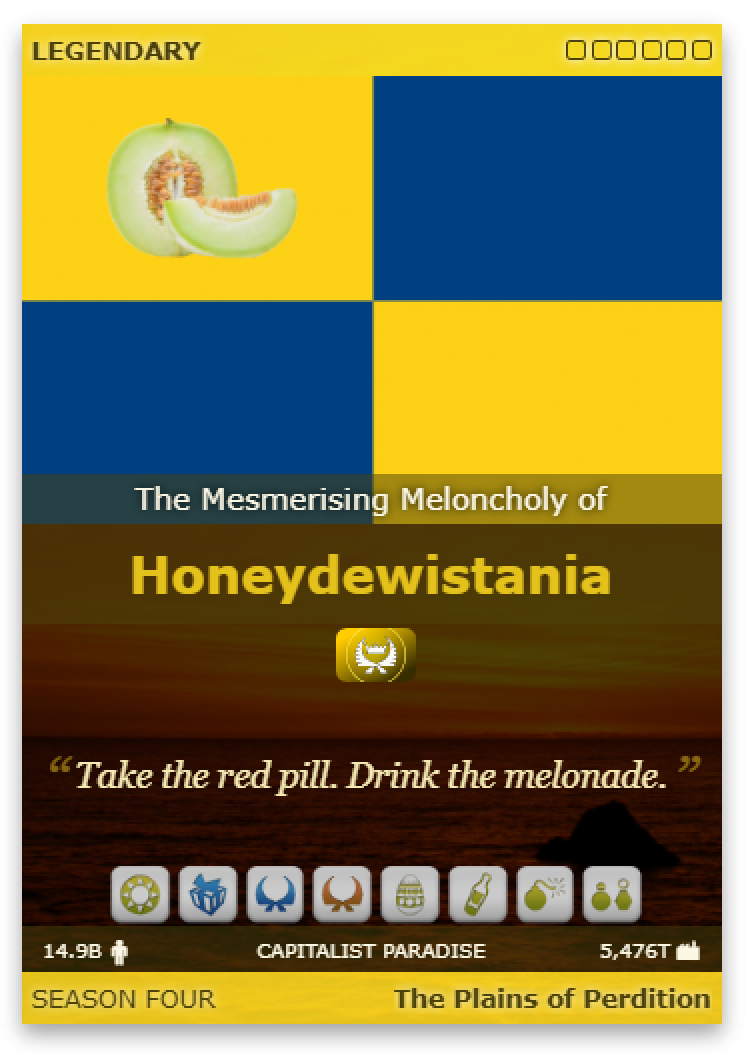 LEGENDARY
The Mesmerising Meloncholy of
Honeydewistania
“Take the red pill. Drink the melonade.”
14.9B CAPITALIST PARADISE 5,476T
SEASON FOUR The Plains of Perdition